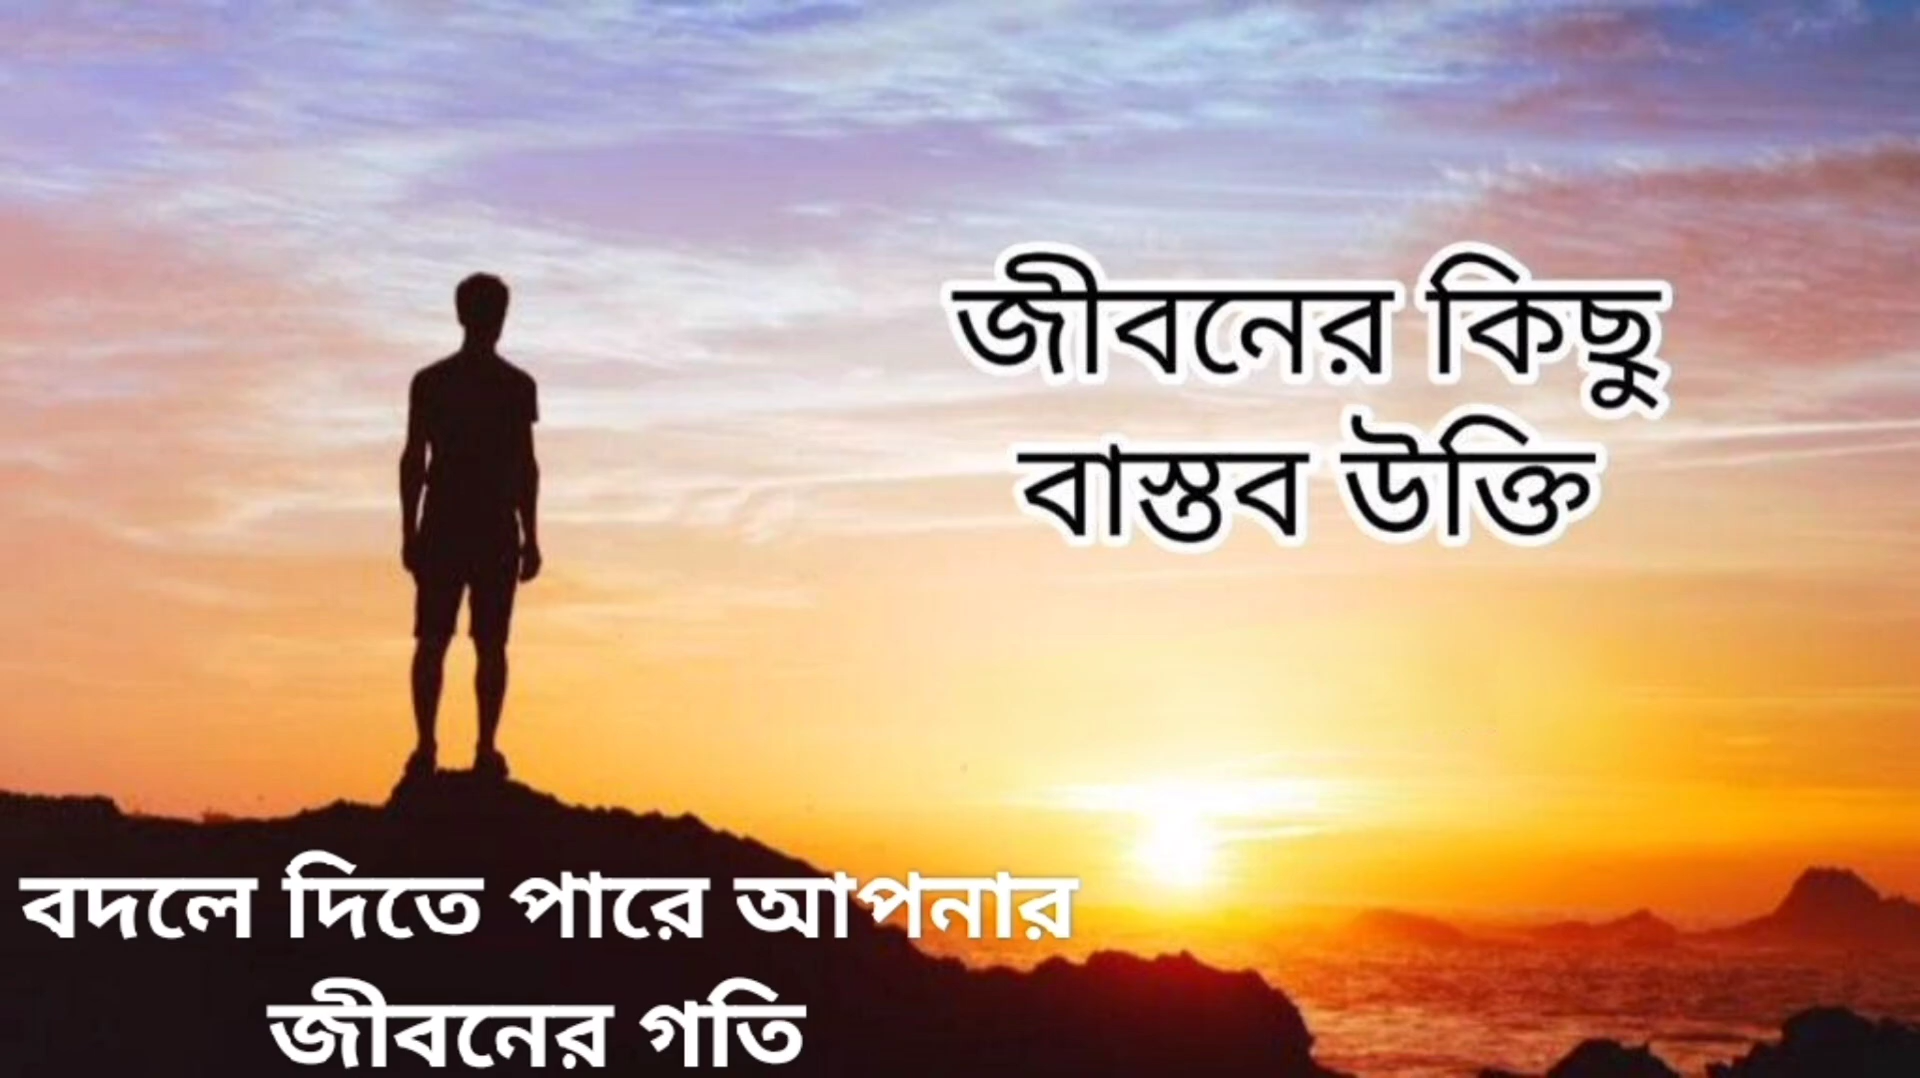 জীবনের কিছু
বাস্তব উক্তি
বদলে দিতে পারে আপনার
জীবনের গতি